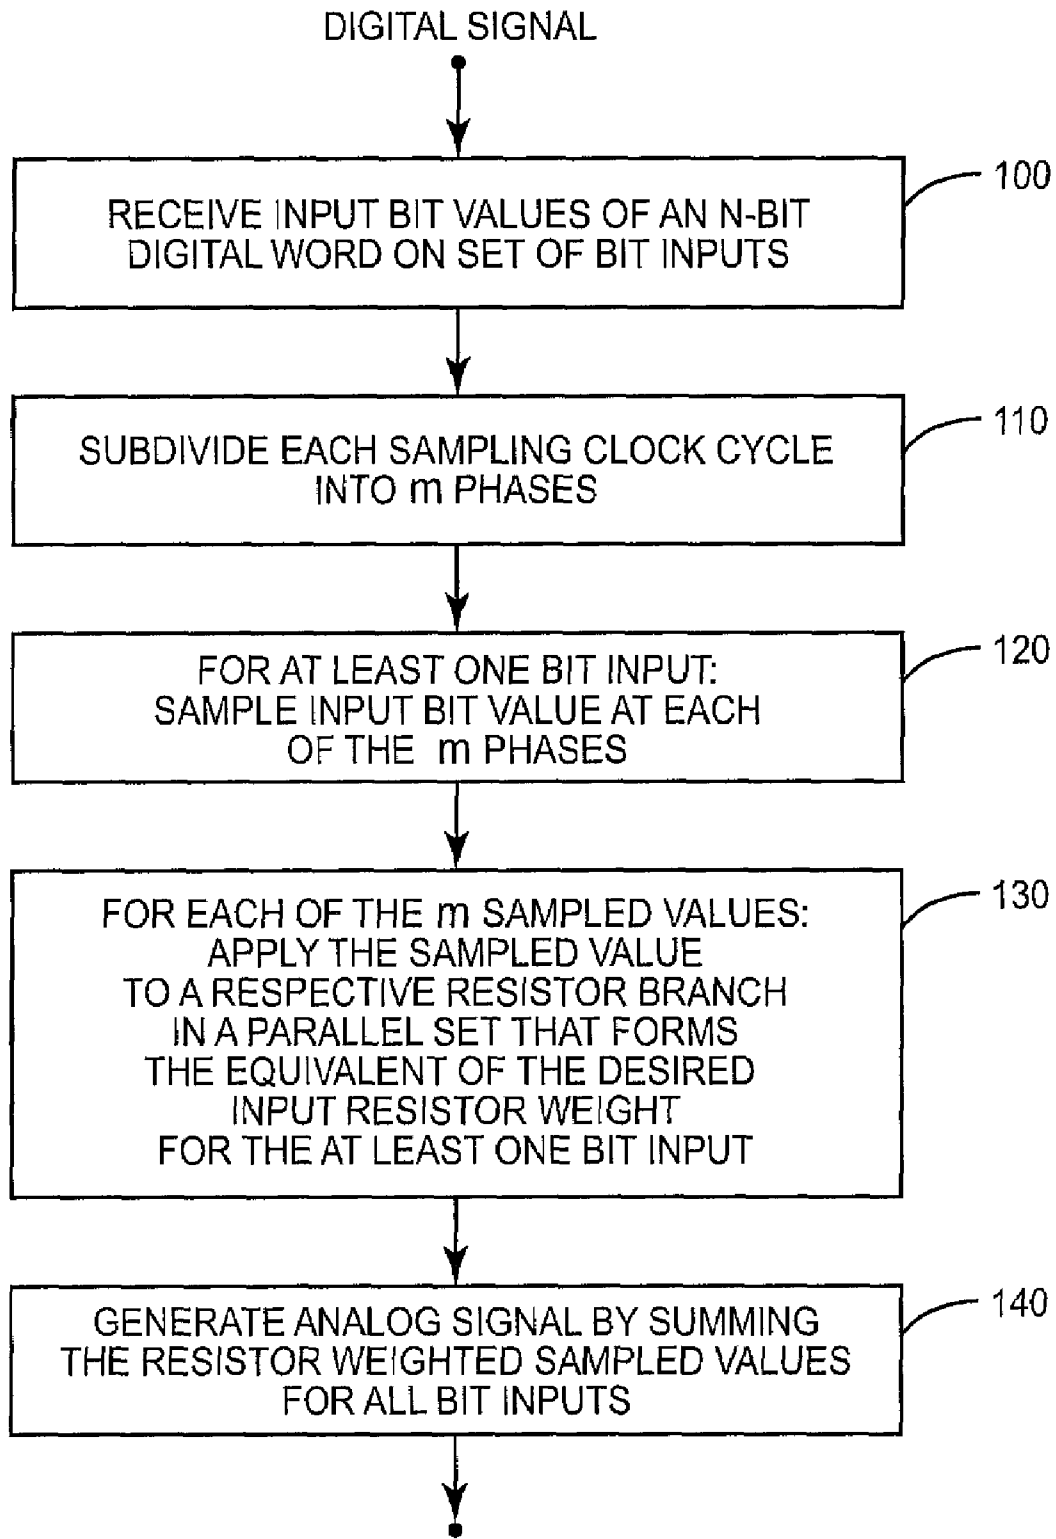 DIGITAL SIGNAL
100
RECEIVE INPUT BIT VALUES OF AN N-BIT
DIGITAL WORD ON SET OF BIT INPUTS
110
SUBDIVIDE EACH SAMPLING CLOCK CYCLE
INTO m PHASES
120
FOR AT LEAST ONE BIT INPUT:
SAMPLE INPUT BIT VALUE AT EACH
OF THE m PHASES
130
FOR EACH OF THE m SAMPLED VALUES:
APPLY THE SAMPLED VALUE
TO A RESPECTIVE RESISTOR BRANCH
IN A PARALLEL SET THAT FORMS
THE EQUIVALENT OF THE DESIRED
INPUT RESISTOR WEIGHT
FOR THE AT LEAST ONE BIT INPUT
140
GENERATE ANALOG SIGNAL BY SUMMING
THE RESISTOR WEIGHTED SAMPLED VALUES
FOR ALL BIT INPUTS